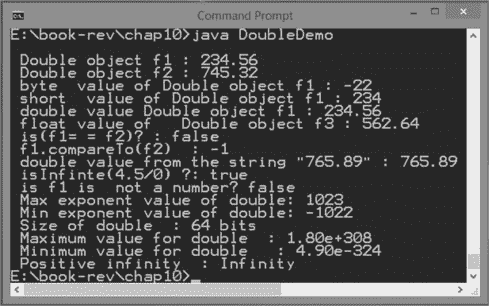 Command Prompt
E:\book-rev\chap10>java DoubleDemo
Double object f1 : 234.56
Double object f2 : 745.32
byte  value of Double object f1 : -22
short  value of Double object f1 : 234
double value Double object f1 : 234.56
float value of   Double object f3 : 562.64
is(f1= = f2)? : false
f1.compareTo(f2)  : -1
double value from the string "765.89" : 765.89
isInfinte(4.5/0) ?: true
is f1 is  not a number? false
Max exponent value of double: 1023
Min exponent value of double: -1022
Size of double  : 64 bits
Maximum value for double  : 1.80e+308
Minimum value for double   : 4.90e-324
Positive infinity  : Infinity
E:\book-rev\chap10>